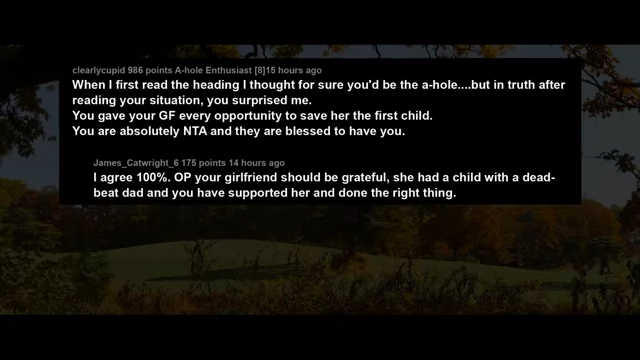 clearlycupid 986 points A-hole Enthusiast [8]15 hours ago
When I first read the heading I thought for sure you'd be the a-hole....but in truth after
reading your situation, you surprised me.
You gave your GF every opportunity to save her the first child.
You are absolutely NTA and they are blessed to have you.
James_Catwright_6 175 points 14 hours ago
I agree 100%. OP your girlfriend should be grateful, she had a child with a dead-
beat dad and you have supported her and done the right thing.